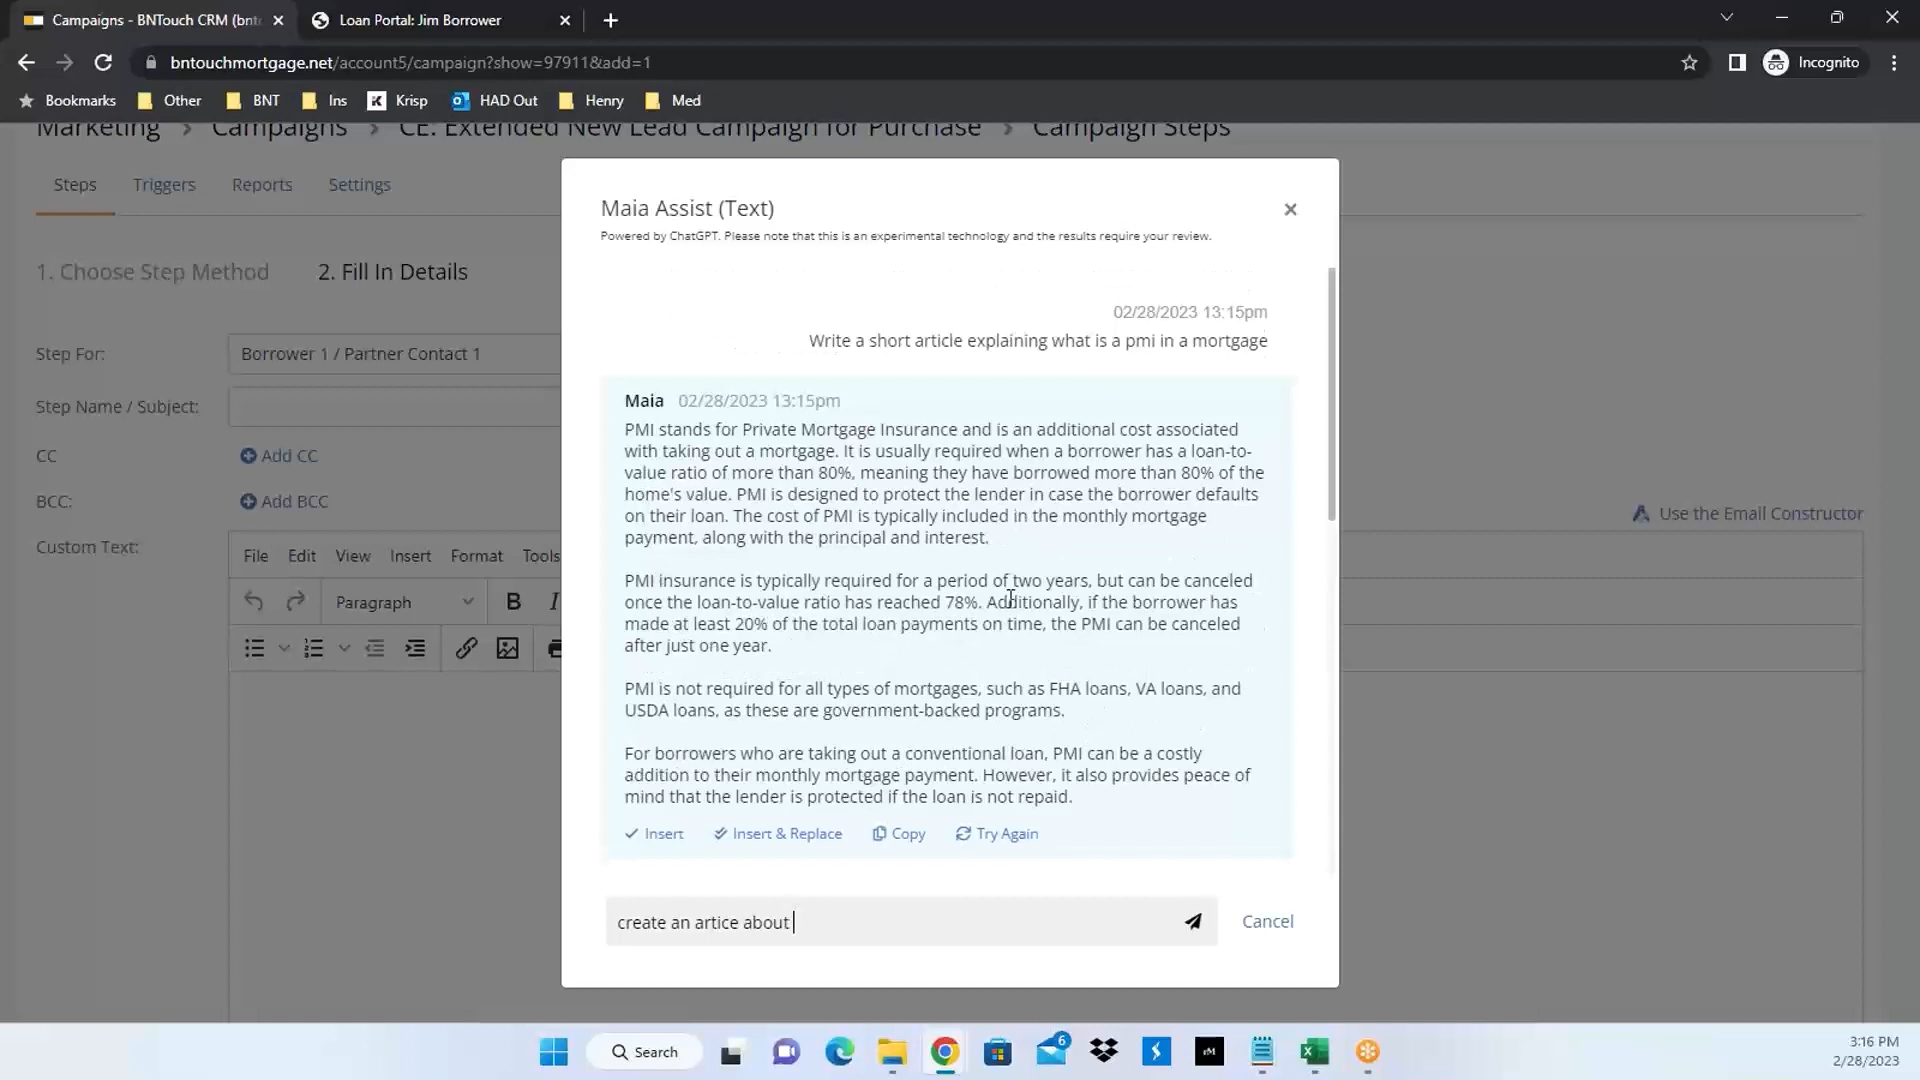 Campaigns - BNTouch CRM (bnt
Loan Portal: Jim Borrower
bntouchmortgage.net/account5/campaign?show=97911&add=1
Incognito
Bookmarks Other BNT Ins Krisp HAD Out Henry Med
Marketing > Campaigns > CE: Extended New Lead Campaign for Purchase > Campaign Steps
Steps Triggers Reports Settings
1. Choose Step Method 2. Fill In Details
Step For: Borrower 1 / Partner Contact 1
Step Name / Subject:
CC Add CC
BCC: Add BCC
Use the Email Constructor
Custom Text:
File Edit View Insert Format Tools
Paragraph B I
Maia Assist (Text)
Powered by ChatGPT. Please note that this is an experimental technology and the results require your review.
02/28/2023 13:15pm
Write a short article explaining what is a pmi in a mortgage
Maia 02/28/2023 13:15pm
PMI stands for Private Mortgage Insurance and is an additional cost associated
with taking out a mortgage. It is usually required when a borrower has a loan-to-
value ratio of more than 80%, meaning they have borrowed more than 80% of the
home's value. PMI is designed to protect the lender in case the borrower defaults
on their loan. The cost of PMI is typically included in the monthly mortgage
payment, along with the principal and interest.
PMI insurance is typically required for a period of two years, but can be canceled
once the loan-to-value ratio has reached 78%. Additionally, if the borrower has
made at least 20% of the total loan payments on time, the PMI can be canceled
after just one year.
PMI is not required for all types of mortgages, such as FHA loans, VA loans, and
USDA loans, as these are government-backed programs.
For borrowers who are taking out a conventional loan, PMI can be a costly
addition to their monthly mortgage payment. However, it also provides peace of
mind that the lender is protected if the loan is not repaid.
Insert Insert & Replace Copy Try Again
create an artice about
Cancel
Search
6
3:16 PM
2/28/2023